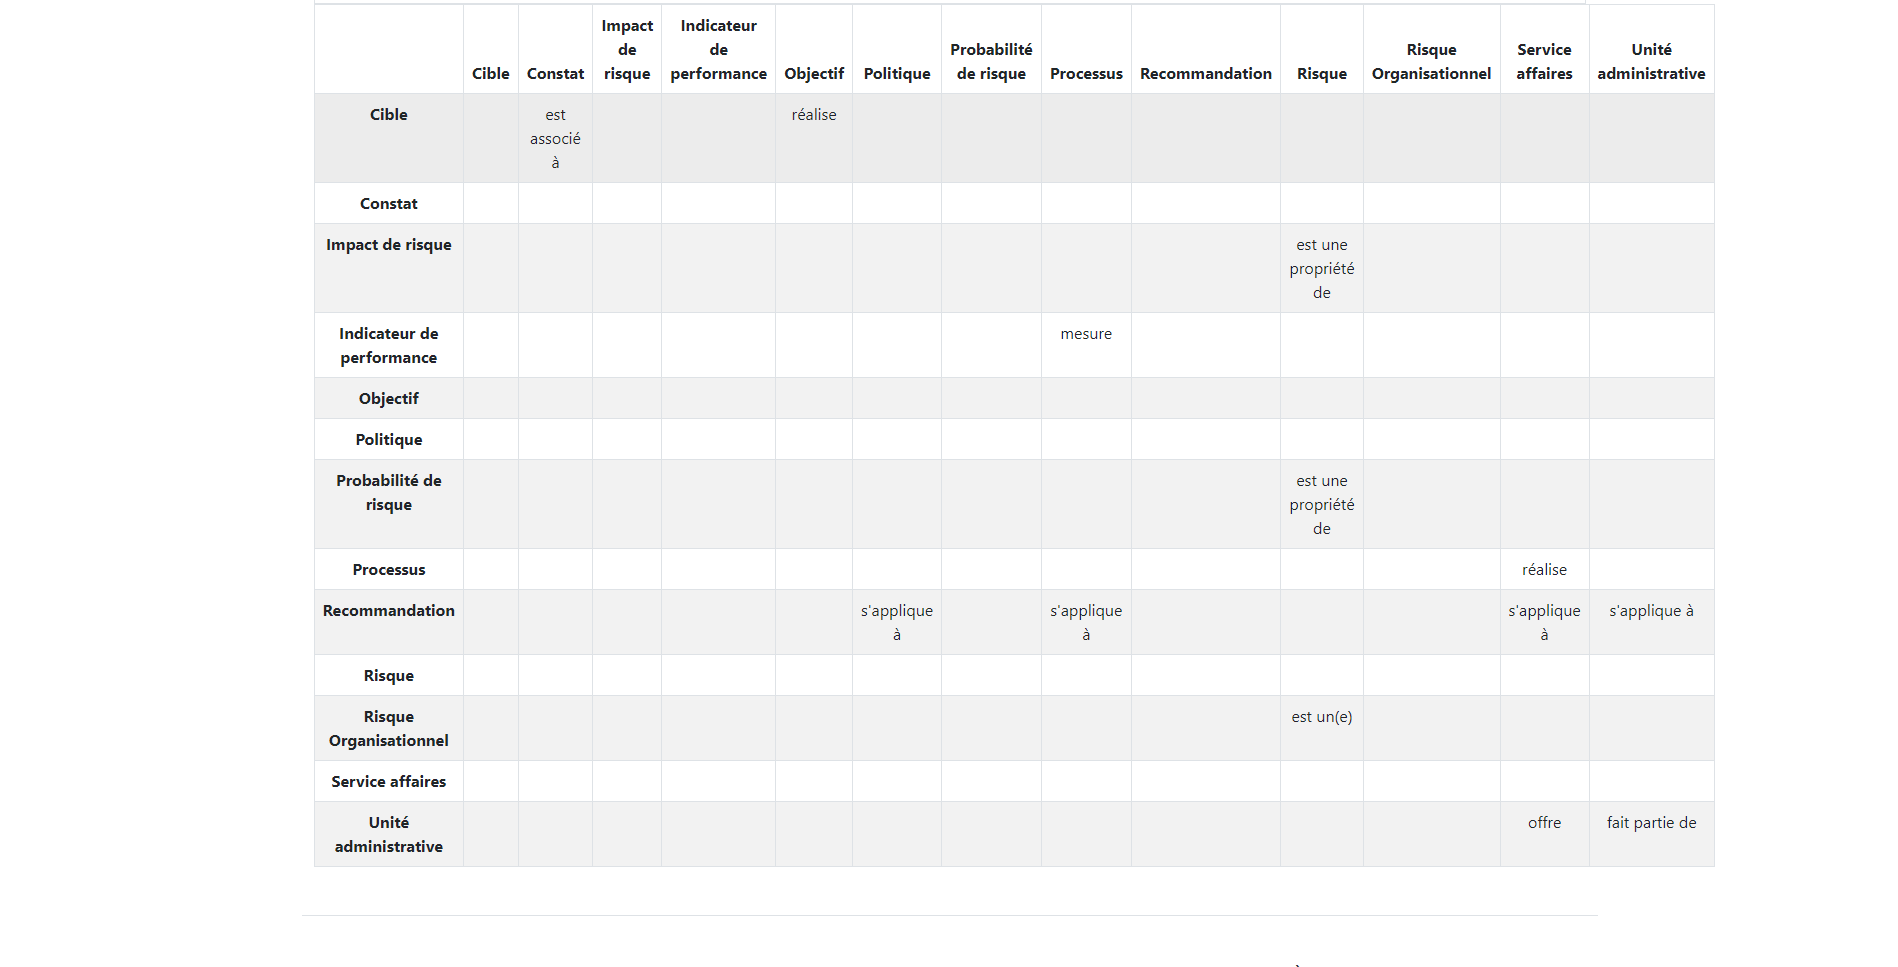 Impact Indicateur
de de Probabilité Risque Service Unité
Cible Constat risque performance Objectif Politique de risque Processus Recommandation Risque Organisationnel affaires administrative
Cible est réalise
associé
à
Constat
Impact de risque est une
propriété
de
Indicateur de mesure
performance
Objectif
Politique
Probabilité de est une
risque propriété
de
Processus réalise
Recommandation s'applique s'applique s'applique s'applique à
à à à
Risque
Risque est un(e)
Organisationnel
Service affaires
Unité offre fait partie de
administrative